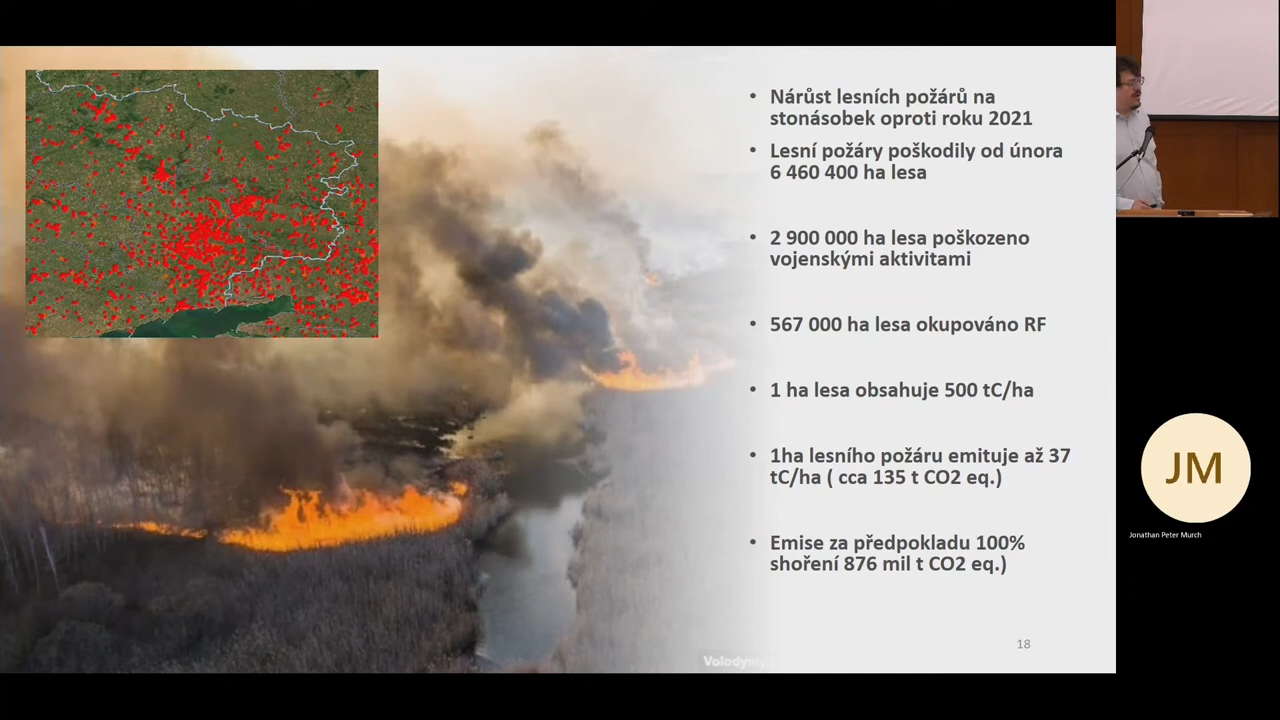 • Nárůst lesních požárů na
stonásobek oproti roku 2021
• Lesní požáry poškodily od února
6 460 400 ha lesa
• 2 900 000 ha lesa poškozeno
vojenskými aktivitami
• 567 000 ha lesa okupováno RF
• 1 ha lesa obsahuje 500 tC/ha
• 1ha lesního požáru emituje až 37
tC/ha ( cca 135 t CO2 eq.)
• Emise za předpokladu 100%
shoření 876 mil t CO2 eq.)
18
JM
Jonathan Peter Murch